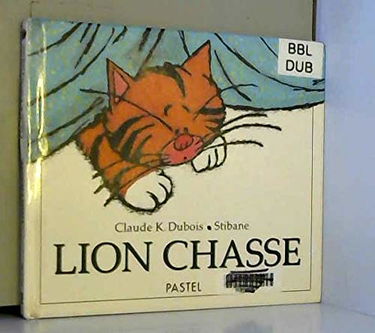 BBL
DUB
Claude K. Dubois • Stibane
LION CHASSE
PASTEL